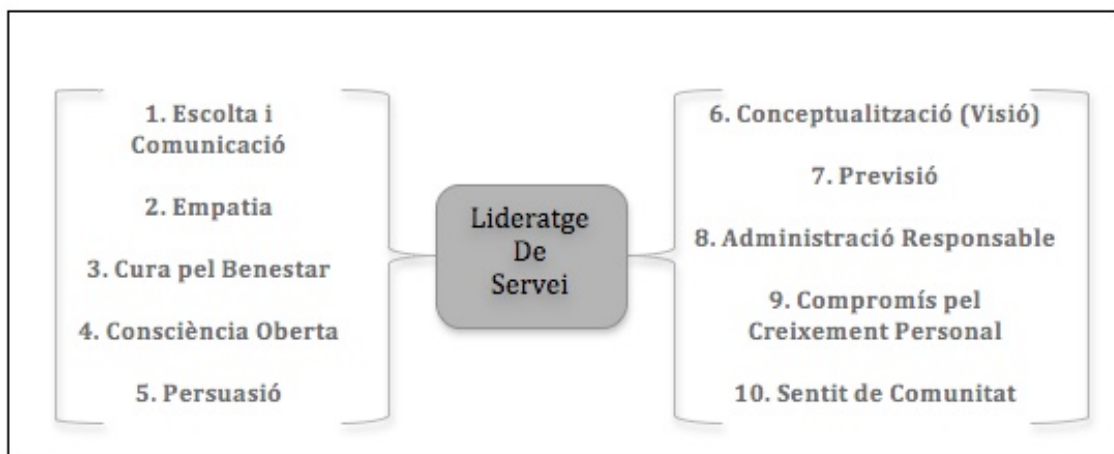 1. Escolta i
Comunicació
2. Empatia
3. Cura pel Benestar
4. Consciència Oberta
5. Persuasió
Lideratge
De
Servei
6. Conceptualització (Visió)
7. Previsió
8. Administració Responsable
9. Compromís pel
Creixement Personal
10. Sentit de Comunitat